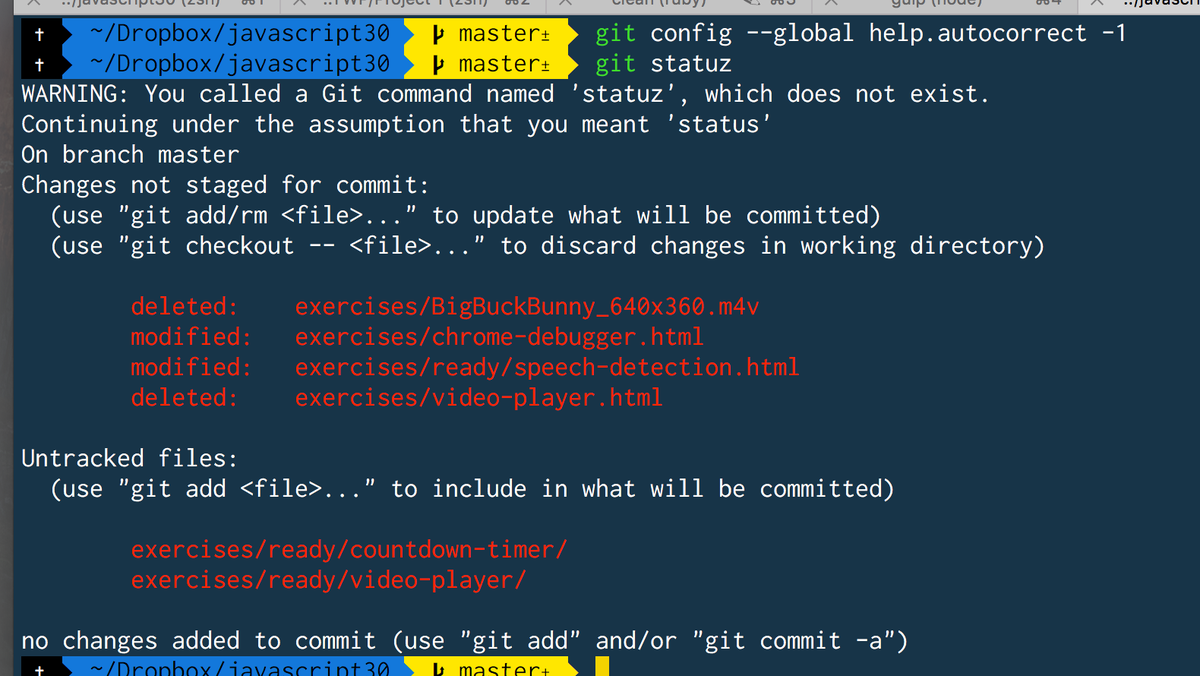 † ~/Dropbox/javascript30 master± git config --global help.autocorrect -1
† ~/Dropbox/javascript30 master± git statuz
WARNING: You called a Git command named 'statuz', which does not exist.
Continuing under the assumption that you meant 'status'
On branch master
Changes not staged for commit:
(use "git add/rm <file>..." to update what will be committed)
(use "git checkout -- <file>..." to discard changes in working directory)
deleted: exercises/BigBuckBunny_640x360.m4v
modified: exercises/chrome-debugger.html
modified: exercises/ready/speech-detection.html
deleted: exercises/video-player.html
Untracked files:
(use "git add <file>..." to include in what will be committed)
exercises/ready/countdown-timer/
exercises/ready/video-player/
no changes added to commit (use "git add" and/or "git commit -a")
† ~/Dropbox/javascript30 master±